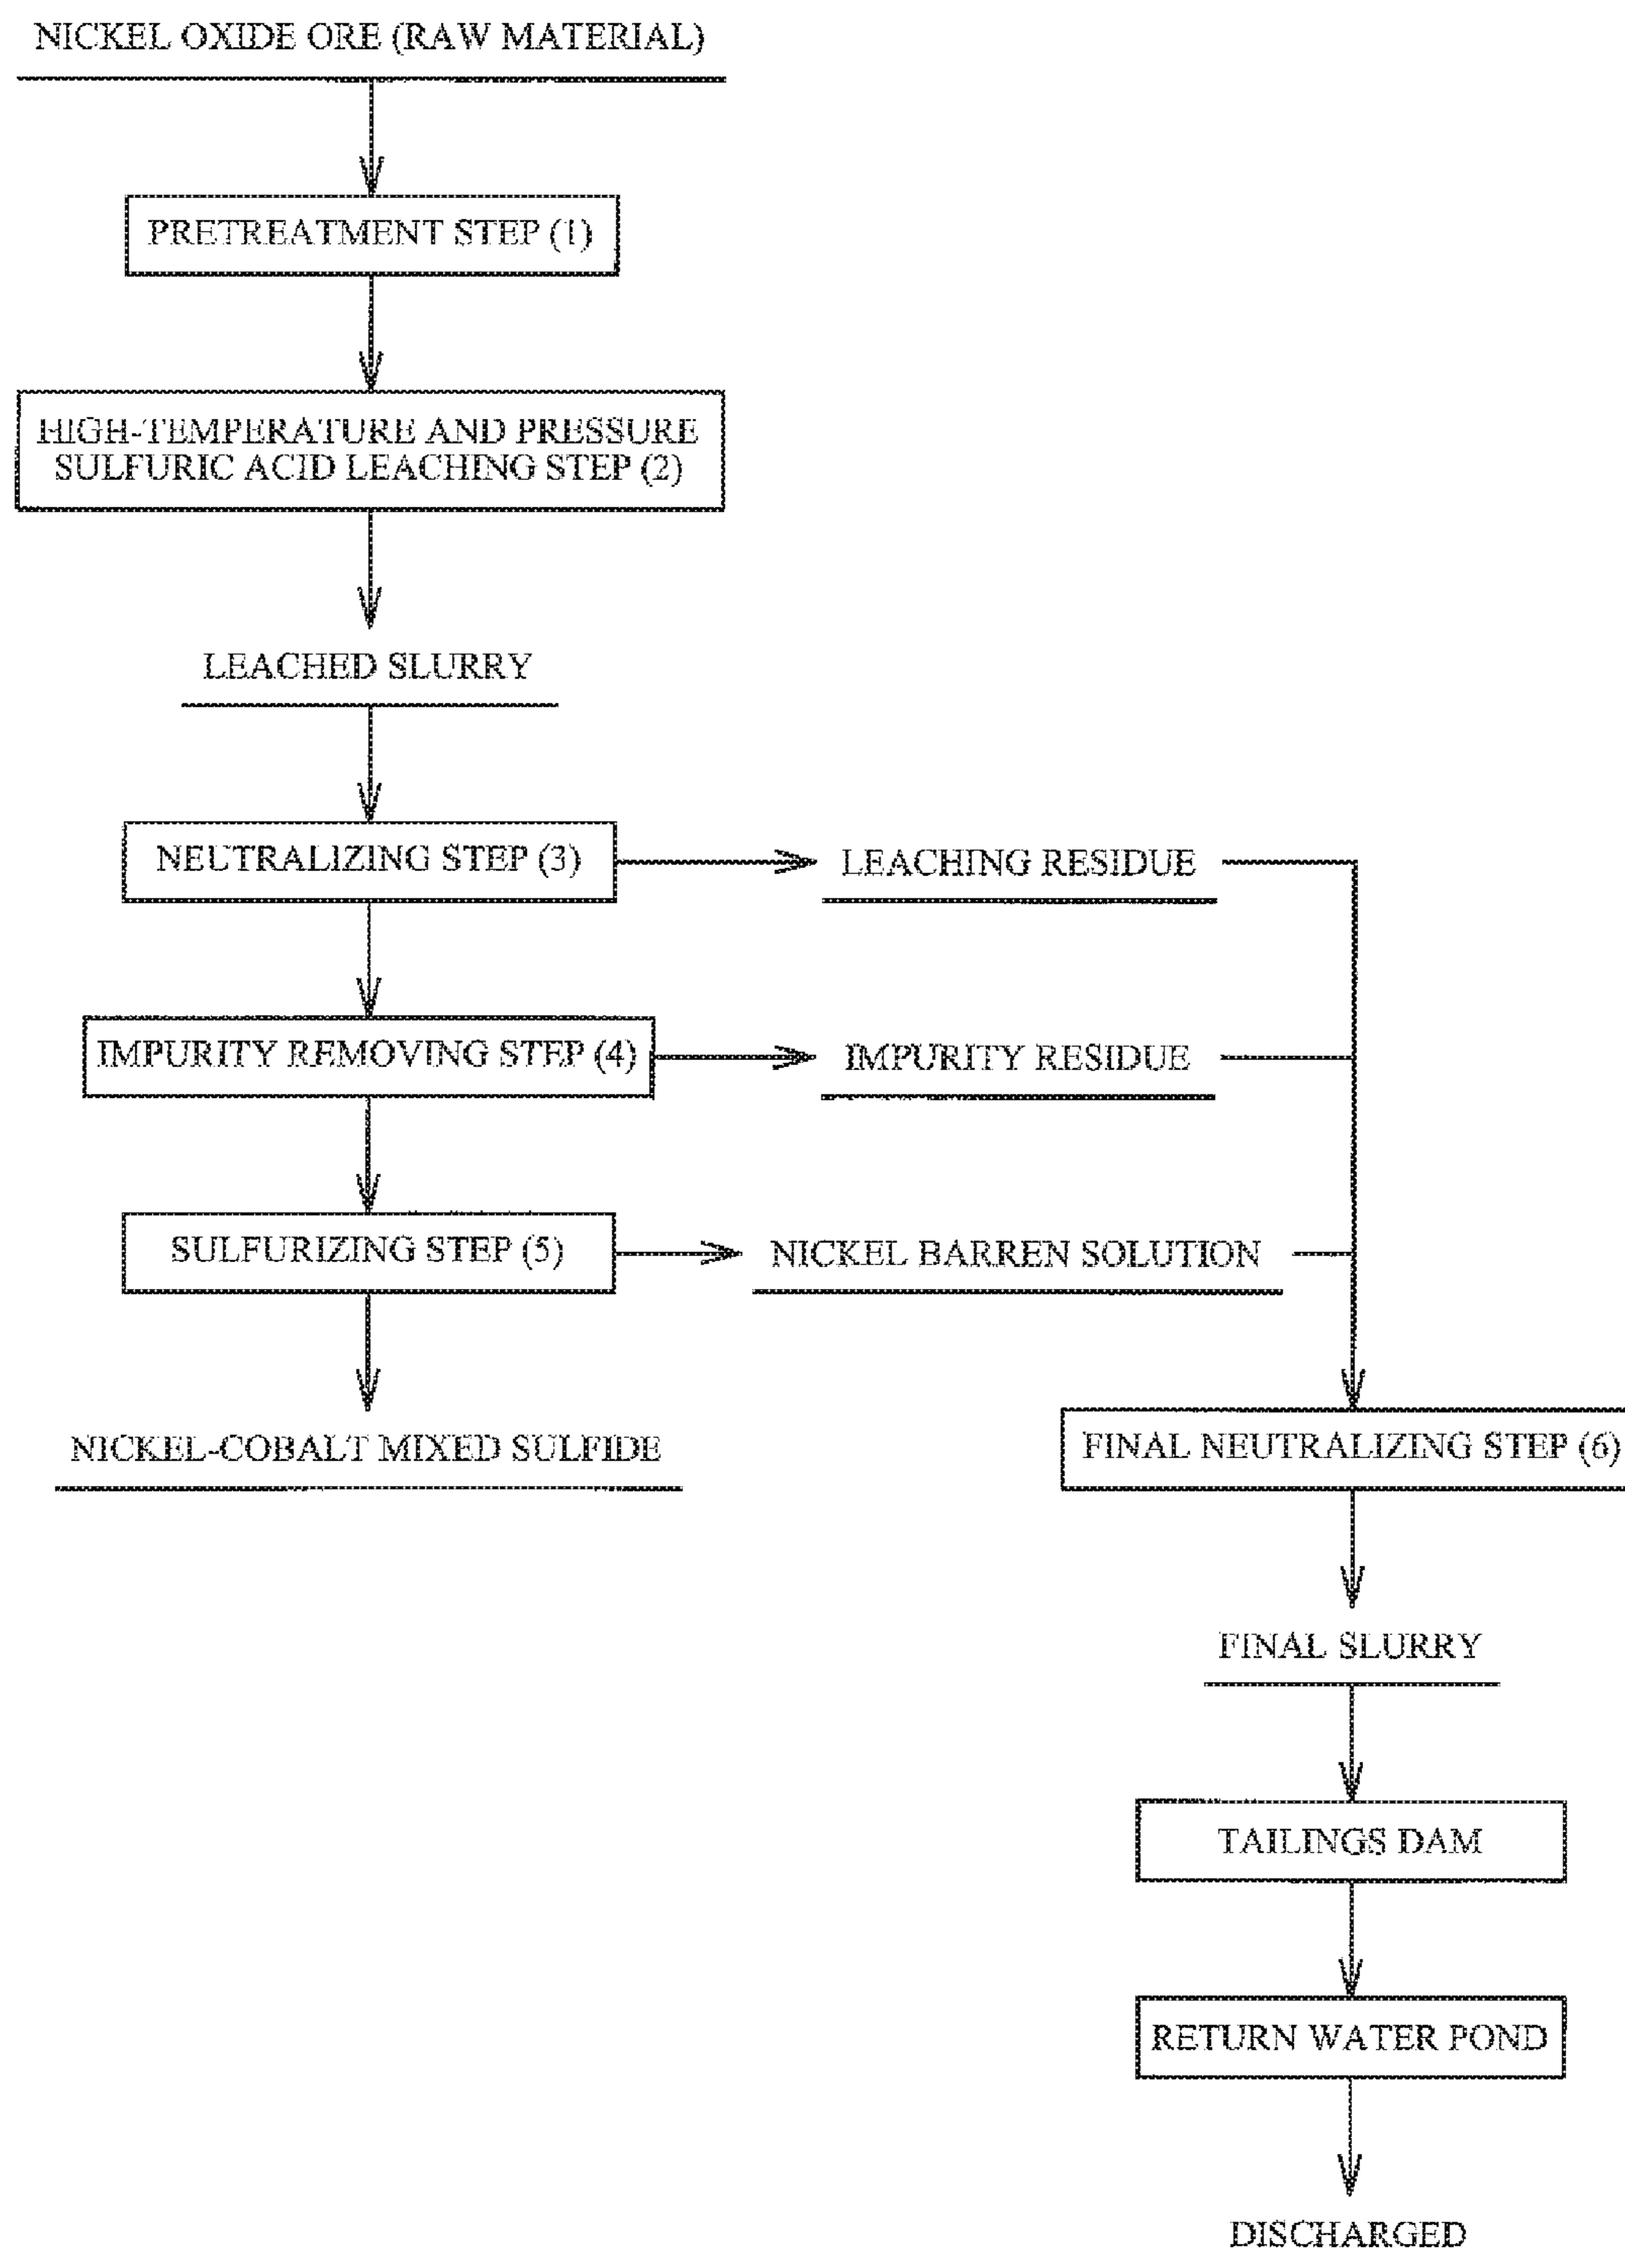 NICKEL OXIDE ORE (RAW MATERIAL)
PRETREATMENT STEP (1)
HIGH-TEMPERATURE AND PRESSURE
SULFURIC ACID LEACHING STEP (2)
LEACHED SLURRY
NEUTRALIZING STEP (3)
LEACHING RESIDUE
IMPURITY REMOVING STEP (4)
IMPURITY RESIDUE
SULFURIZING STEP (5)
NICKEL BARREN SOLUTION
NICKEL-COBALT MIXED SULFIDE
FINAL NEUTRALIZING STEP (6)
FINAL SLURRY
TAILINGS DAM
RETURN WATER POND
DISCHARGED